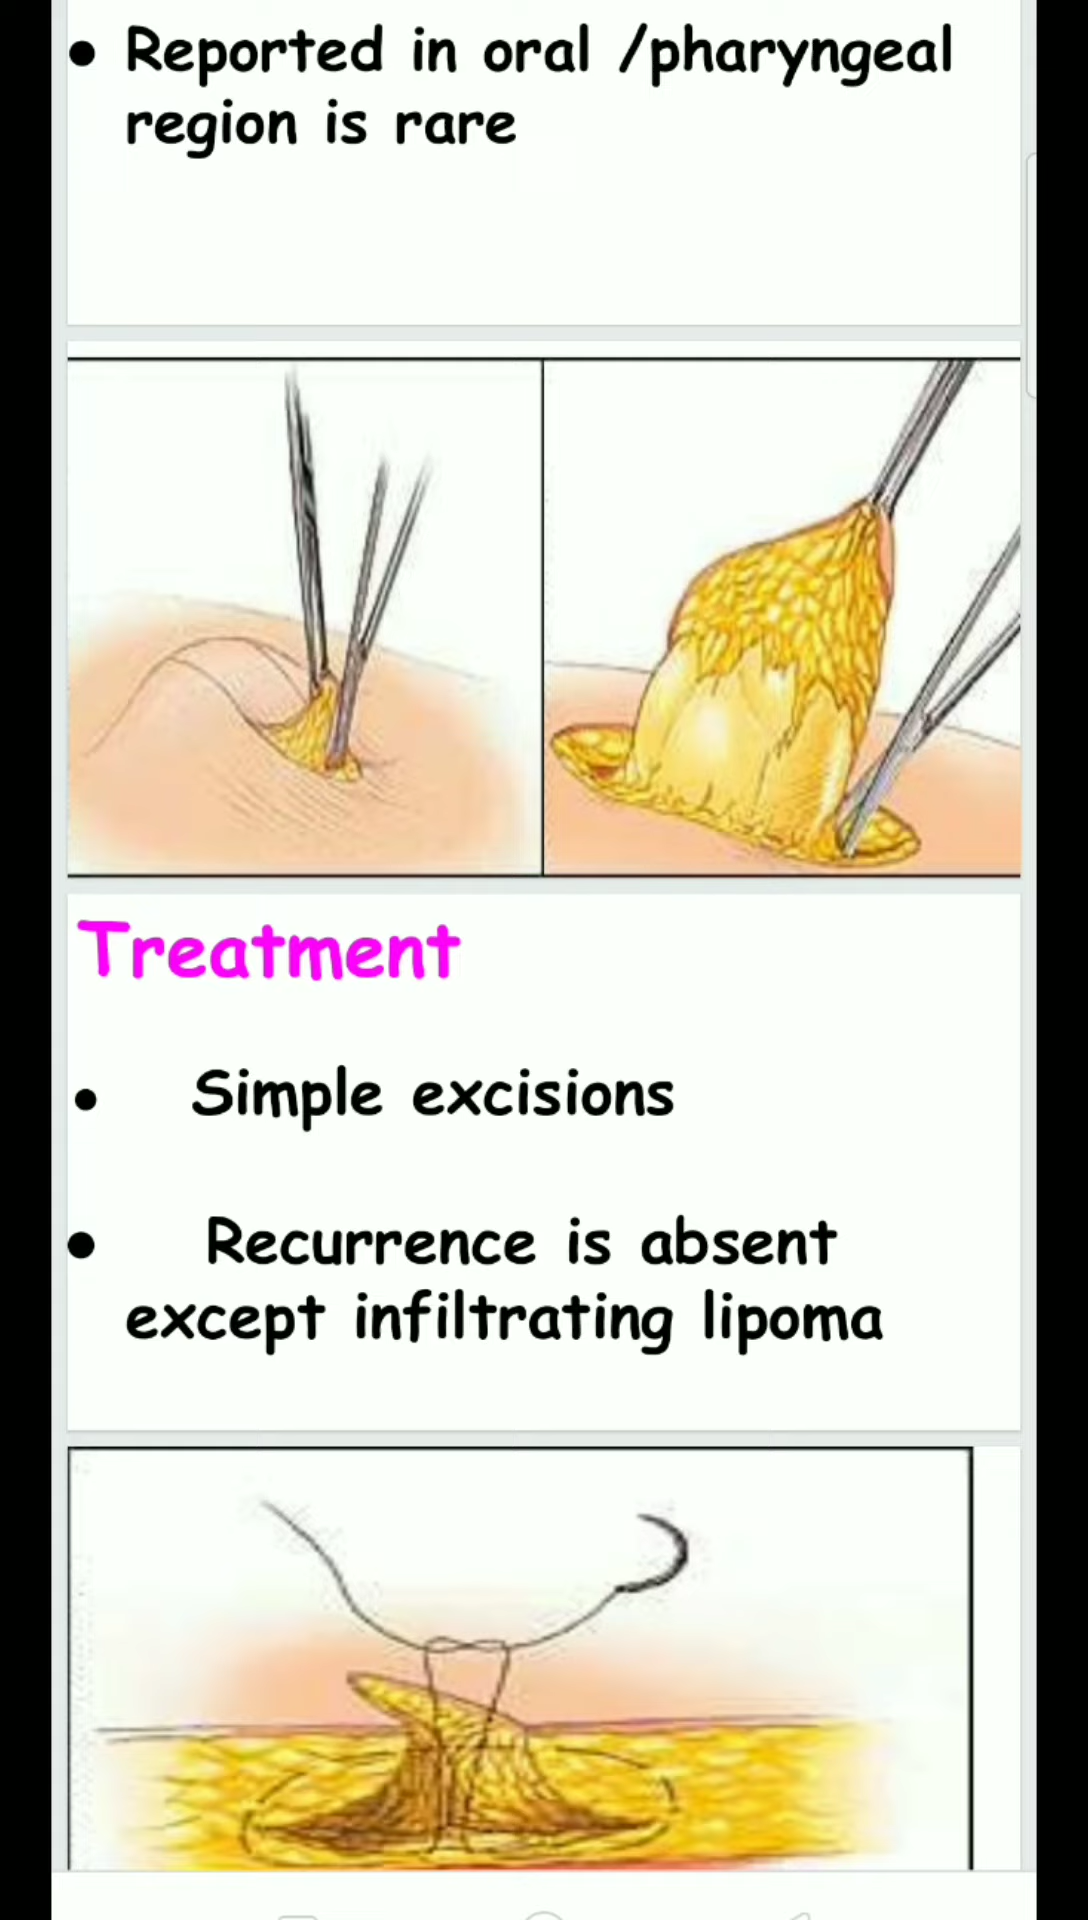 • Reported in oral /pharyngeal
region is rare
Treatment
• Simple excisions
• Recurrence is absent
except infiltrating lipoma